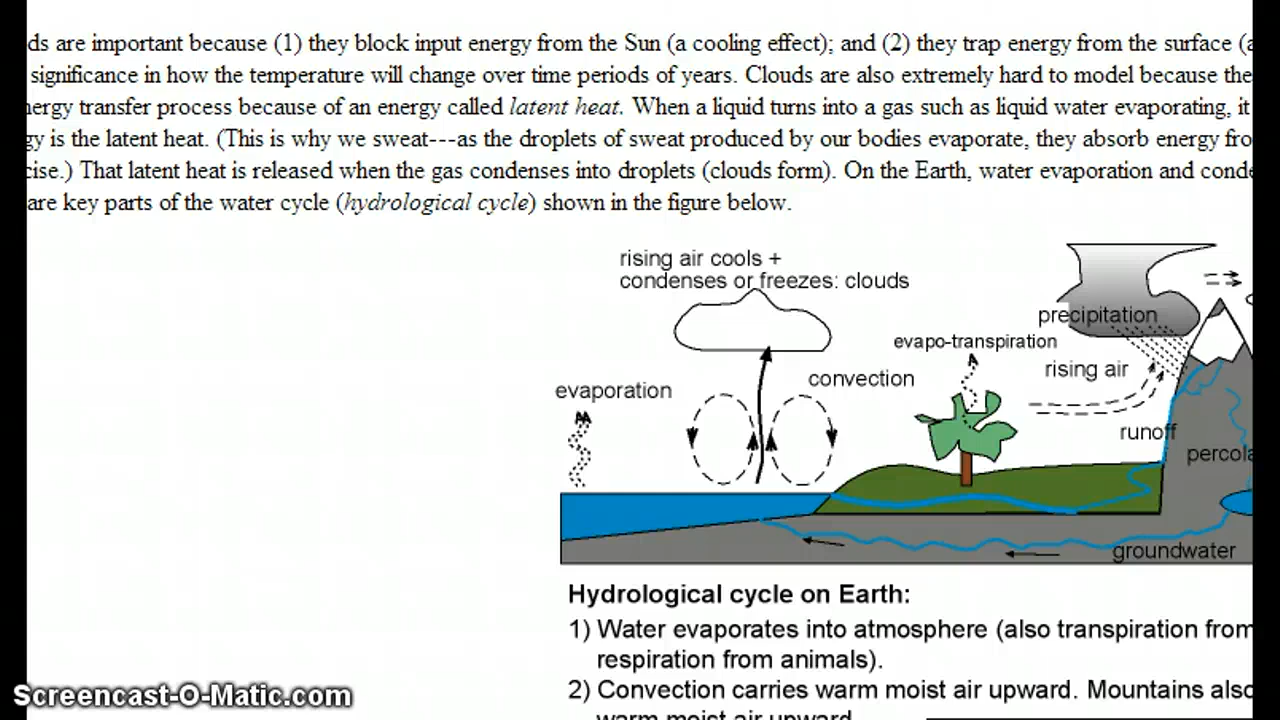 ds are important because (1) they block input energy from the Sun (a cooling effect); and (2) they trap energy from the surface (a
significance in how the temperature will change over time periods of years. Clouds are also extremely hard to model because the
nergy transfer process because of an energy called latent heat. When a liquid turns into a gas such as liquid water evaporating, it
gy is the latent heat. (This is why we sweat---as the droplets of sweat produced by our bodies evaporate, they absorb energy fro
cise.) That latent heat is released when the gas condenses into droplets (clouds form). On the Earth, water evaporation and conde
are key parts of the water cycle (hydrological cycle) shown in the figure below.
rising air cools +
condenses or freezes: clouds
precipitation
evapo-transpiration
rising air
convection
evaporation
runoff
percola
groundwater
Hydrological cycle on Earth:
1) Water evaporates into atmosphere (also transpiration from
respiration from animals).
2) Convection carries warm moist air upward. Mountains also
warm moist air upward
Screencast-O-Matic.com